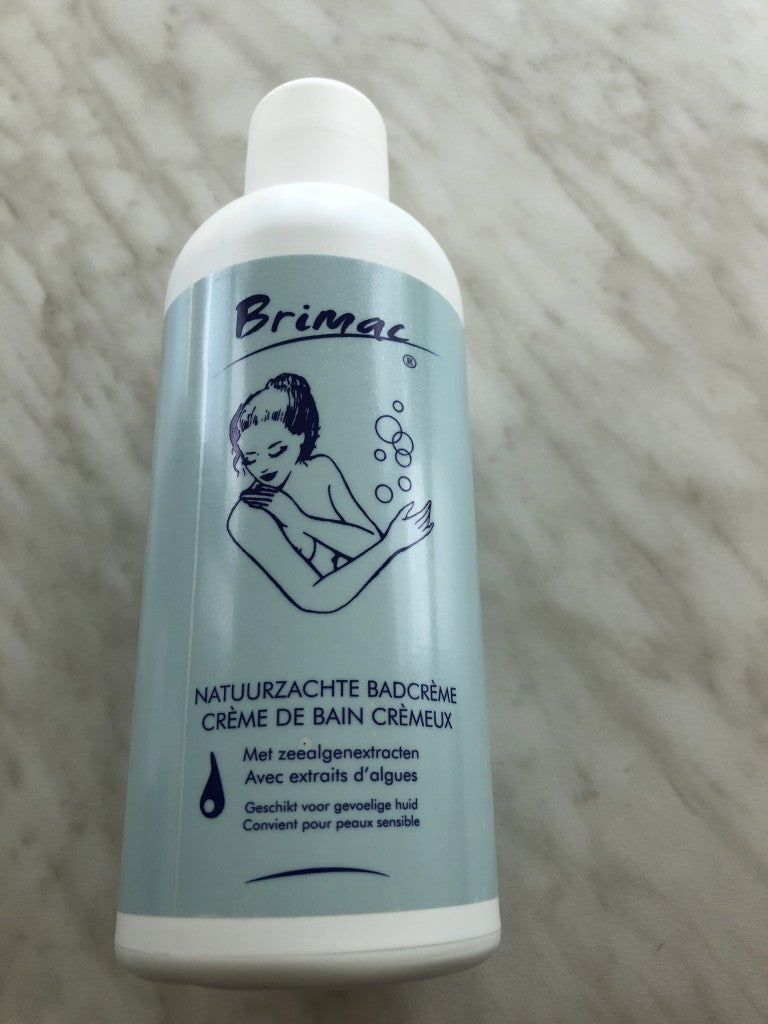 Brimac
®
NATUURZACHTE BADCRÈME
CRÈME DE BAIN CRÈMEUX
Met zeealgenextracten
Avec extraits d'algues
Geschikt voor gevoelige huid
Convient pour peaux sensible